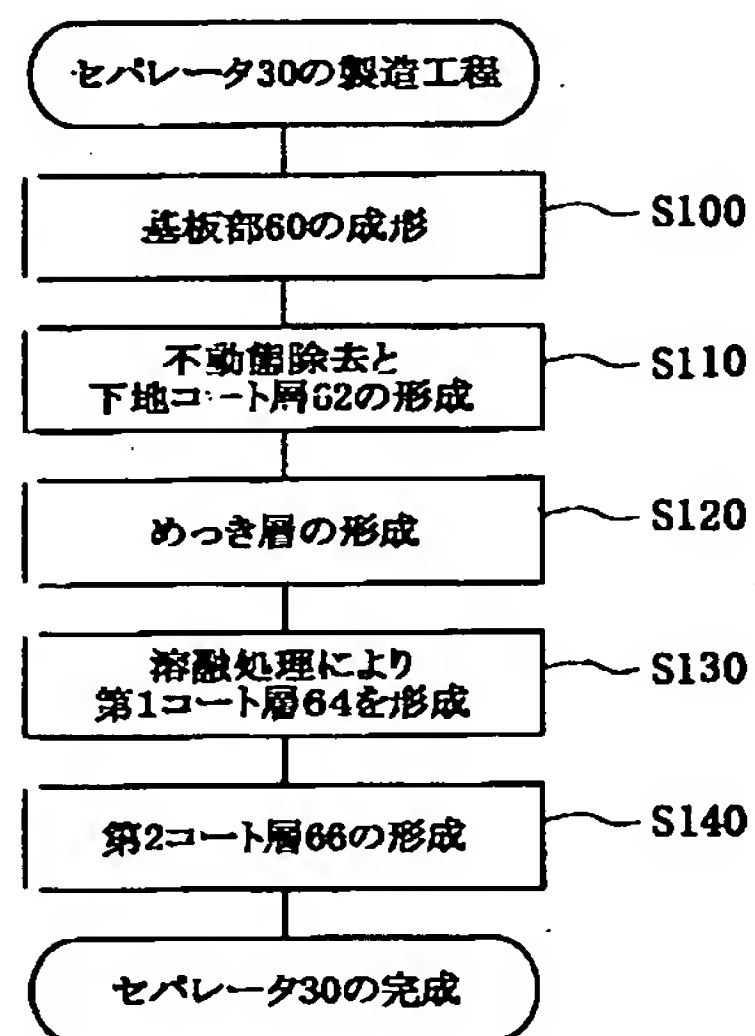 セパレータ30の製造工程
基板部60の成形
S100
不動態除去と
下地コート層62の形成
S110
めっき層の形成
S120
溶融処理により
第1コート層64を形成
S130
第2コート層66の形成
S140
セパレータ30の完成